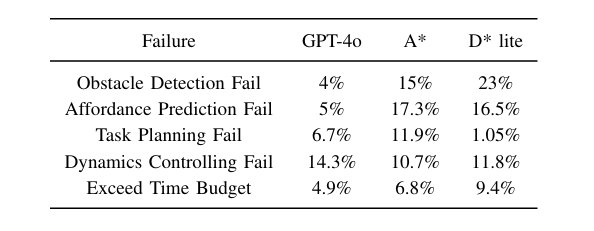 Failure GPT-4o A* D* lite
Obstacle Detection Fail 4% 15% 23%
Affordance Prediction Fail 5% 17.3% 16.5%
Task Planning Fail 6.7% 11.9% 1.05%
Dynamics Controlling Fail 14.3% 10.7% 11.8%
Exceed Time Budget 4.9% 6.8% 9.4%